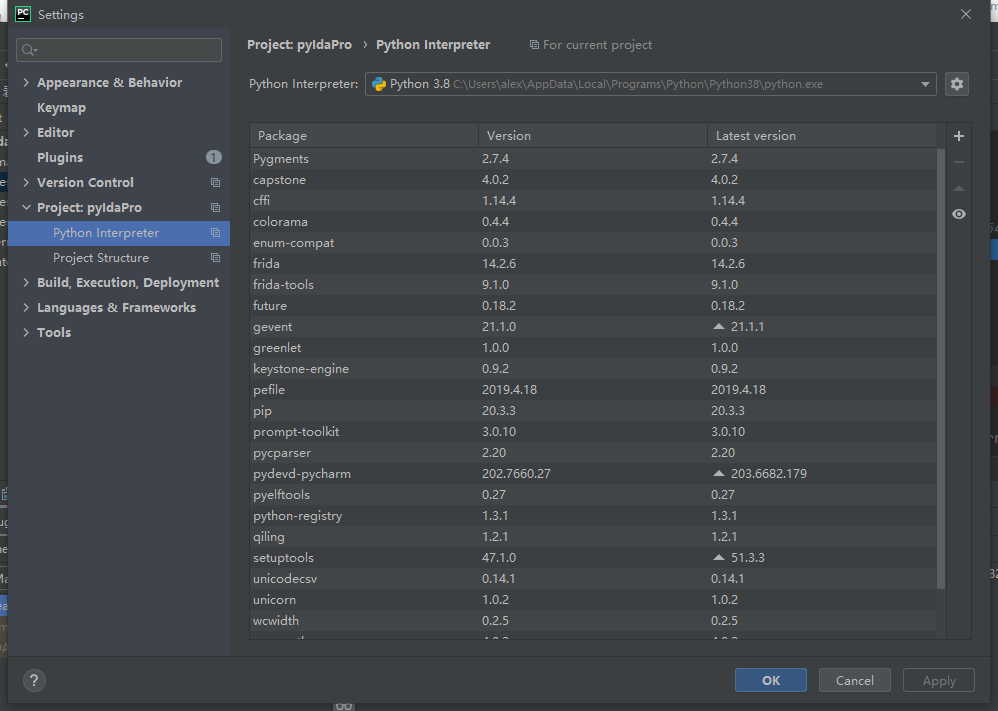 PC Settings
Project: pyIdaPro › Python Interpreter For current project
Python Interpreter: Python 3.8 C:\Users\alex\AppData\Local\Programs\Python\Python38\python.exe
Appearance & Behavior
Keymap
Editor
Plugins 1
Version Control
Project: pyIdaPro
Python Interpreter
Project Structure
Build, Execution, Deployment
Languages & Frameworks
Tools
Package Version Latest version
Pygments 2.7.4 2.7.4
capstone 4.0.2 4.0.2
cffi 1.14.4 1.14.4
colorama 0.4.4 0.4.4
enum-compat 0.0.3 0.0.3
frida 14.2.6 14.2.6
frida-tools 9.1.0 9.1.0
future 0.18.2 0.18.2
gevent 21.1.0 21.1.1
greenlet 1.0.0 1.0.0
keystone-engine 0.9.2 0.9.2
pefile 2019.4.18 2019.4.18
pip 20.3.3 20.3.3
prompt-toolkit 3.0.10 3.0.10
pycparser 2.20 2.20
pydevd-pycharm 202.7660.27 203.6682.179
pyelftools 0.27 0.27
python-registry 1.3.1 1.3.1
qiling 1.2.1 1.2.1
setuptools 47.1.0 51.3.3
unicodecsv 0.14.1 0.14.1
unicorn 1.0.2 1.0.2
wcwidth 0.2.5 0.2.5
? OK Cancel Apply